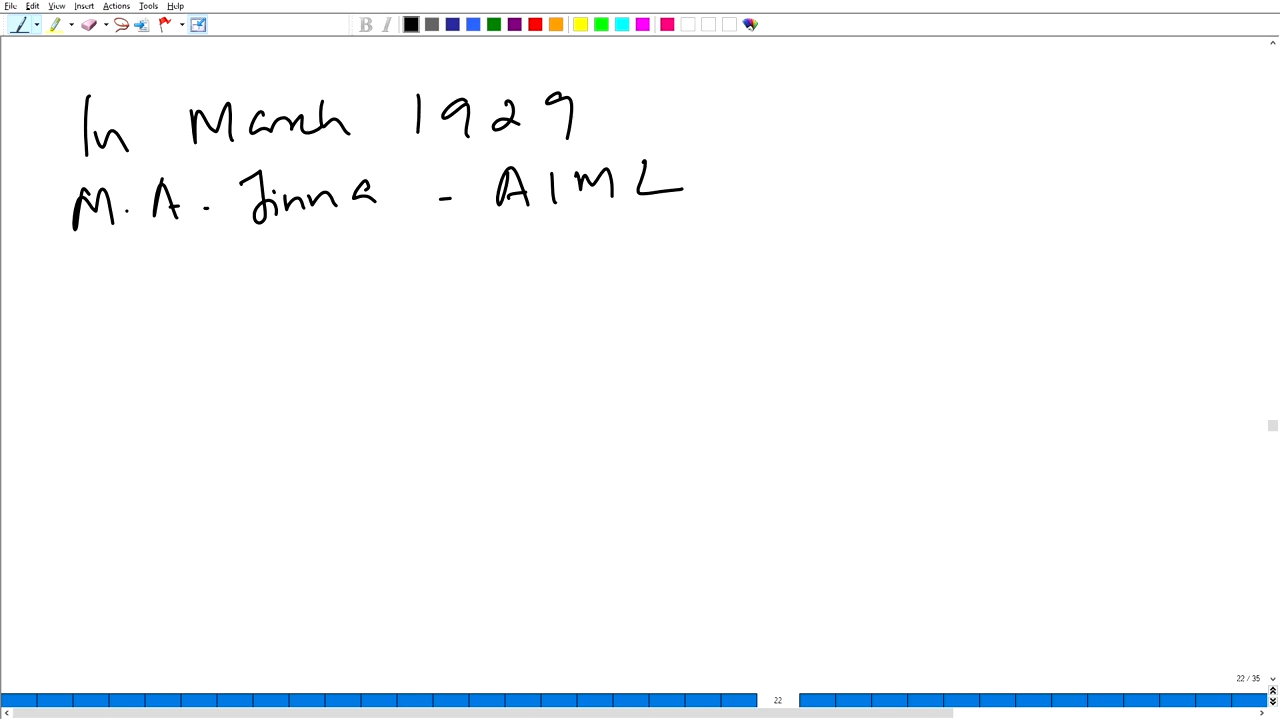 File Edit View Insert Actions Tools Help
B I
In March 1929
M. A. Jinna - AIML
22 / 35
22